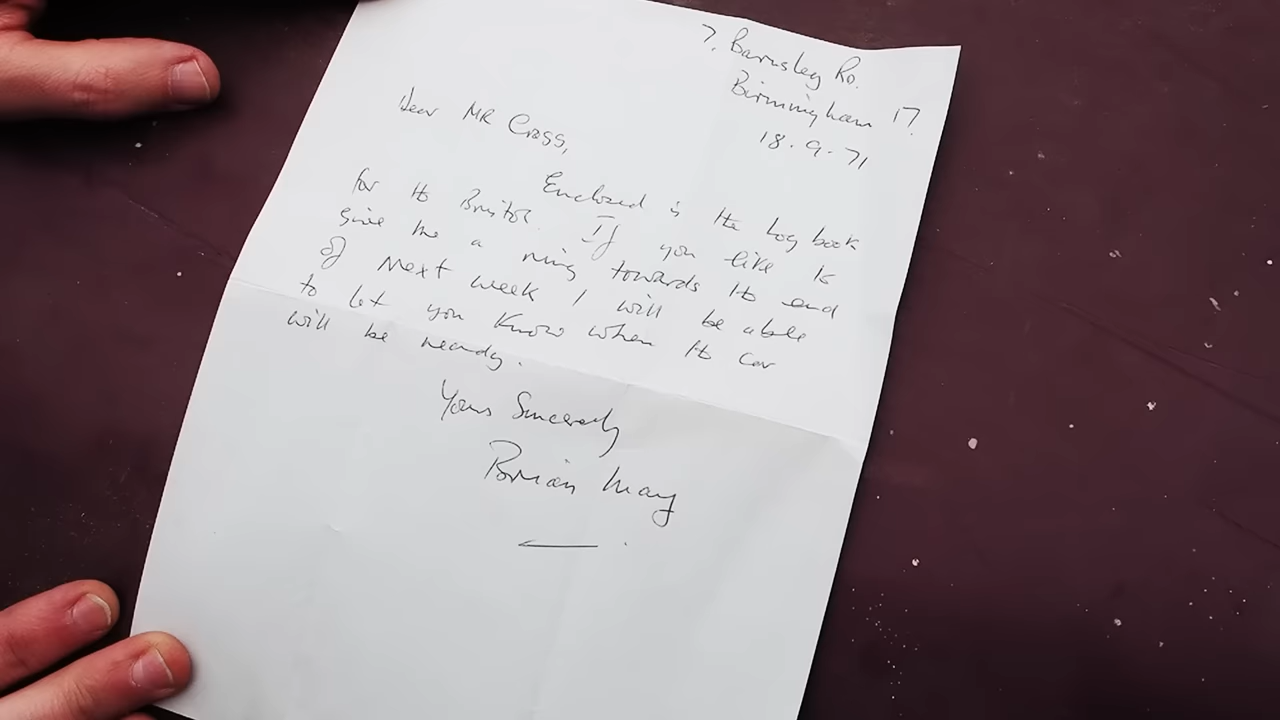 7. Barnsley Rd.
Birmingham 17.
18.9.71
Dear MR Cross,
Enclosed is the log book
for the Bristol. If you like to
give me a ring towards the end
of next week I will be able
to let you know when the car
will be ready.
Yours Sincerely
Brian May